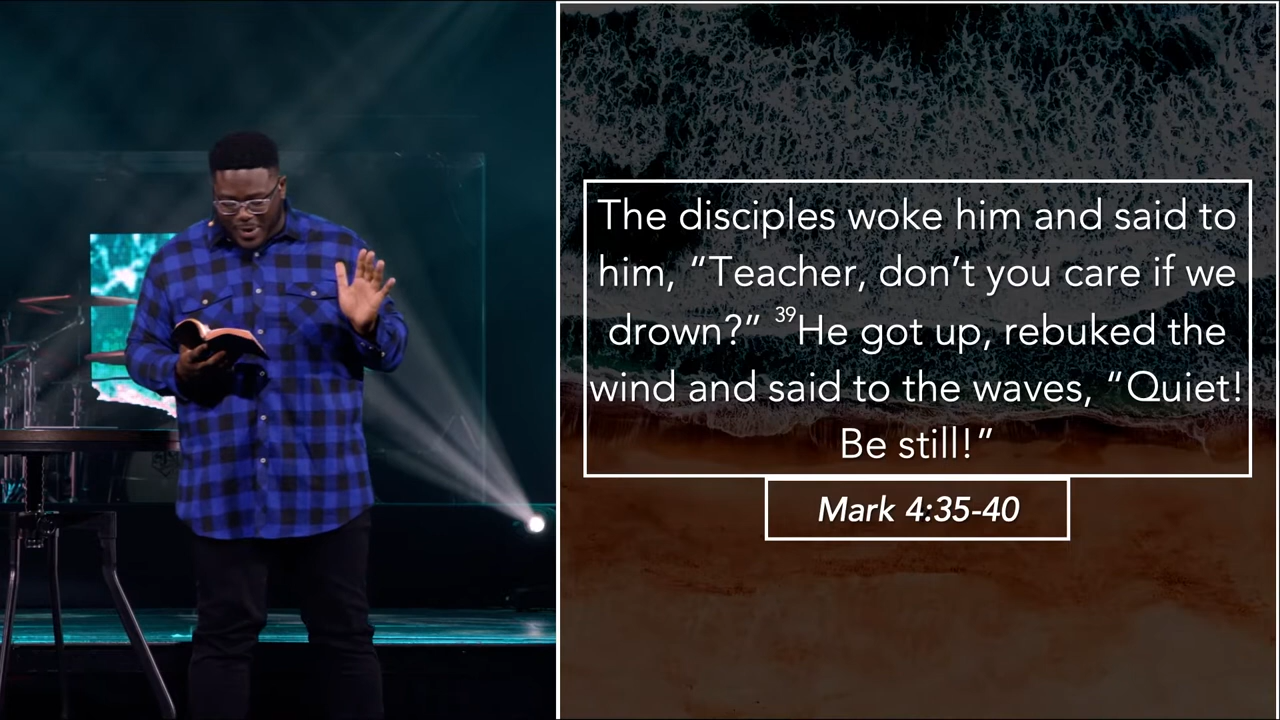 The disciples woke him and said to
him, “Teacher, don’t you care if we
drown?” ³⁹He got up, rebuked the
wind and said to the waves, “Quiet!
Be still!”
Mark 4:35-40